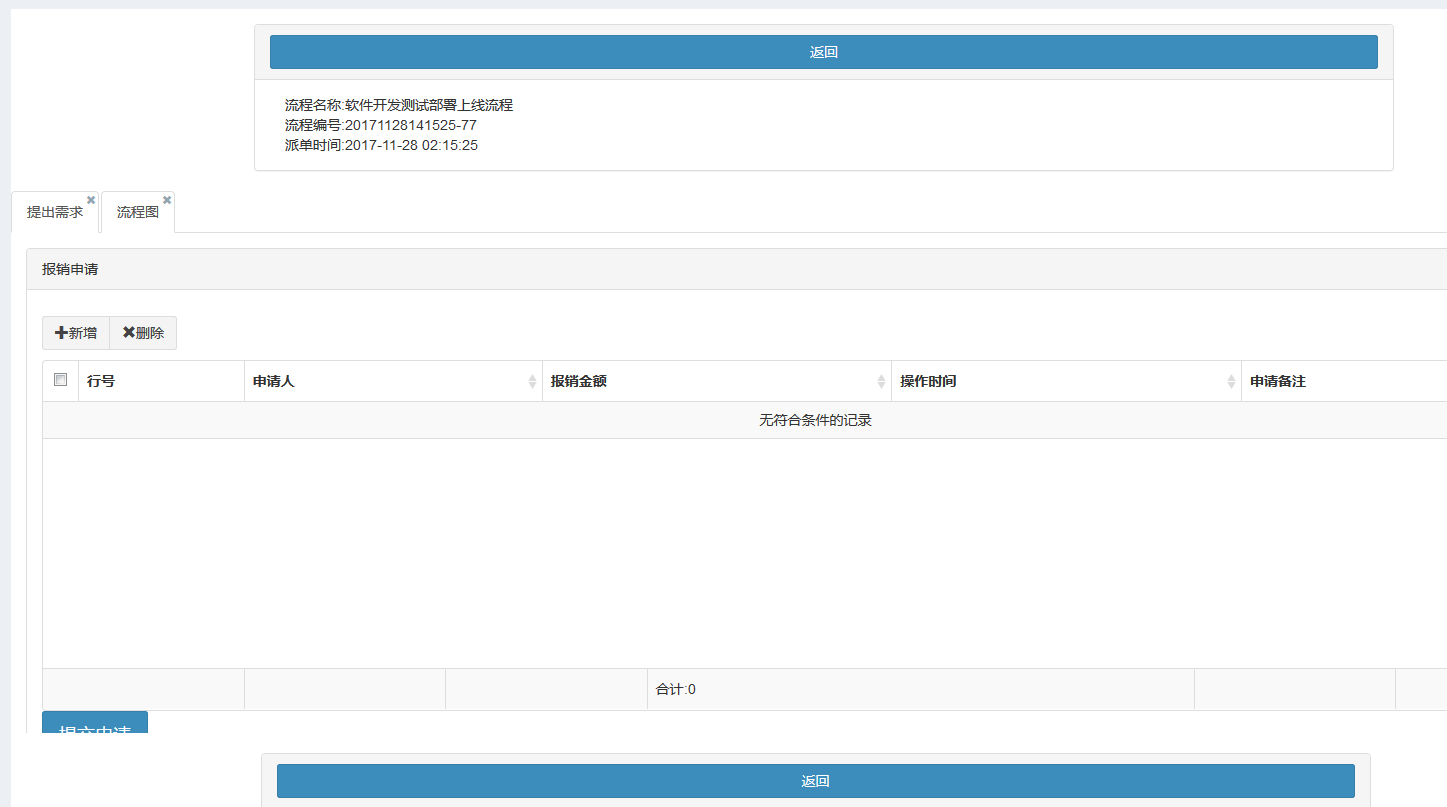 返回
流程名称:软件开发测试部署上线流程
流程编号:20171128141525-77
派单时间:2017-11-28 02:15:25
提出需求 流程图
报销申请
新增 删除
行号 申请人 报销金额 操作时间 申请备注
无符合条件的记录
合计:0
提交申请
返回